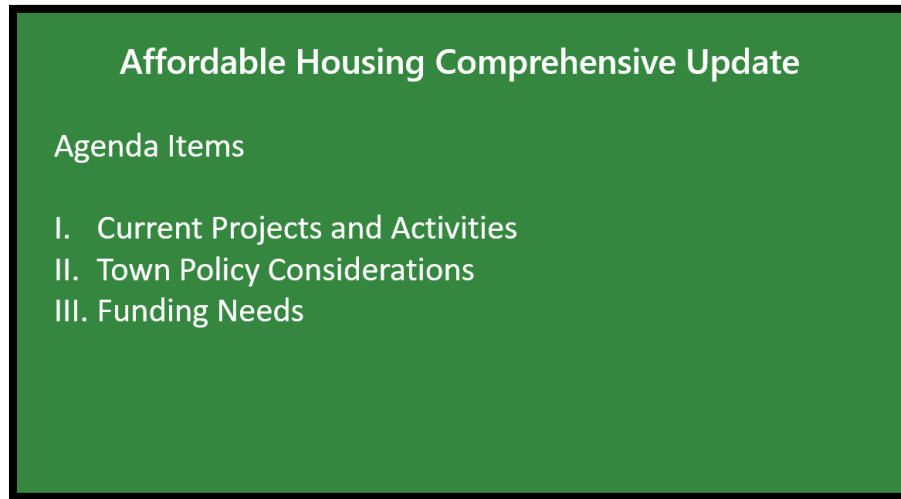 Affordable Housing Comprehensive Update
Agenda Items
I. Current Projects and Activities
II. Town Policy Considerations
III. Funding Needs